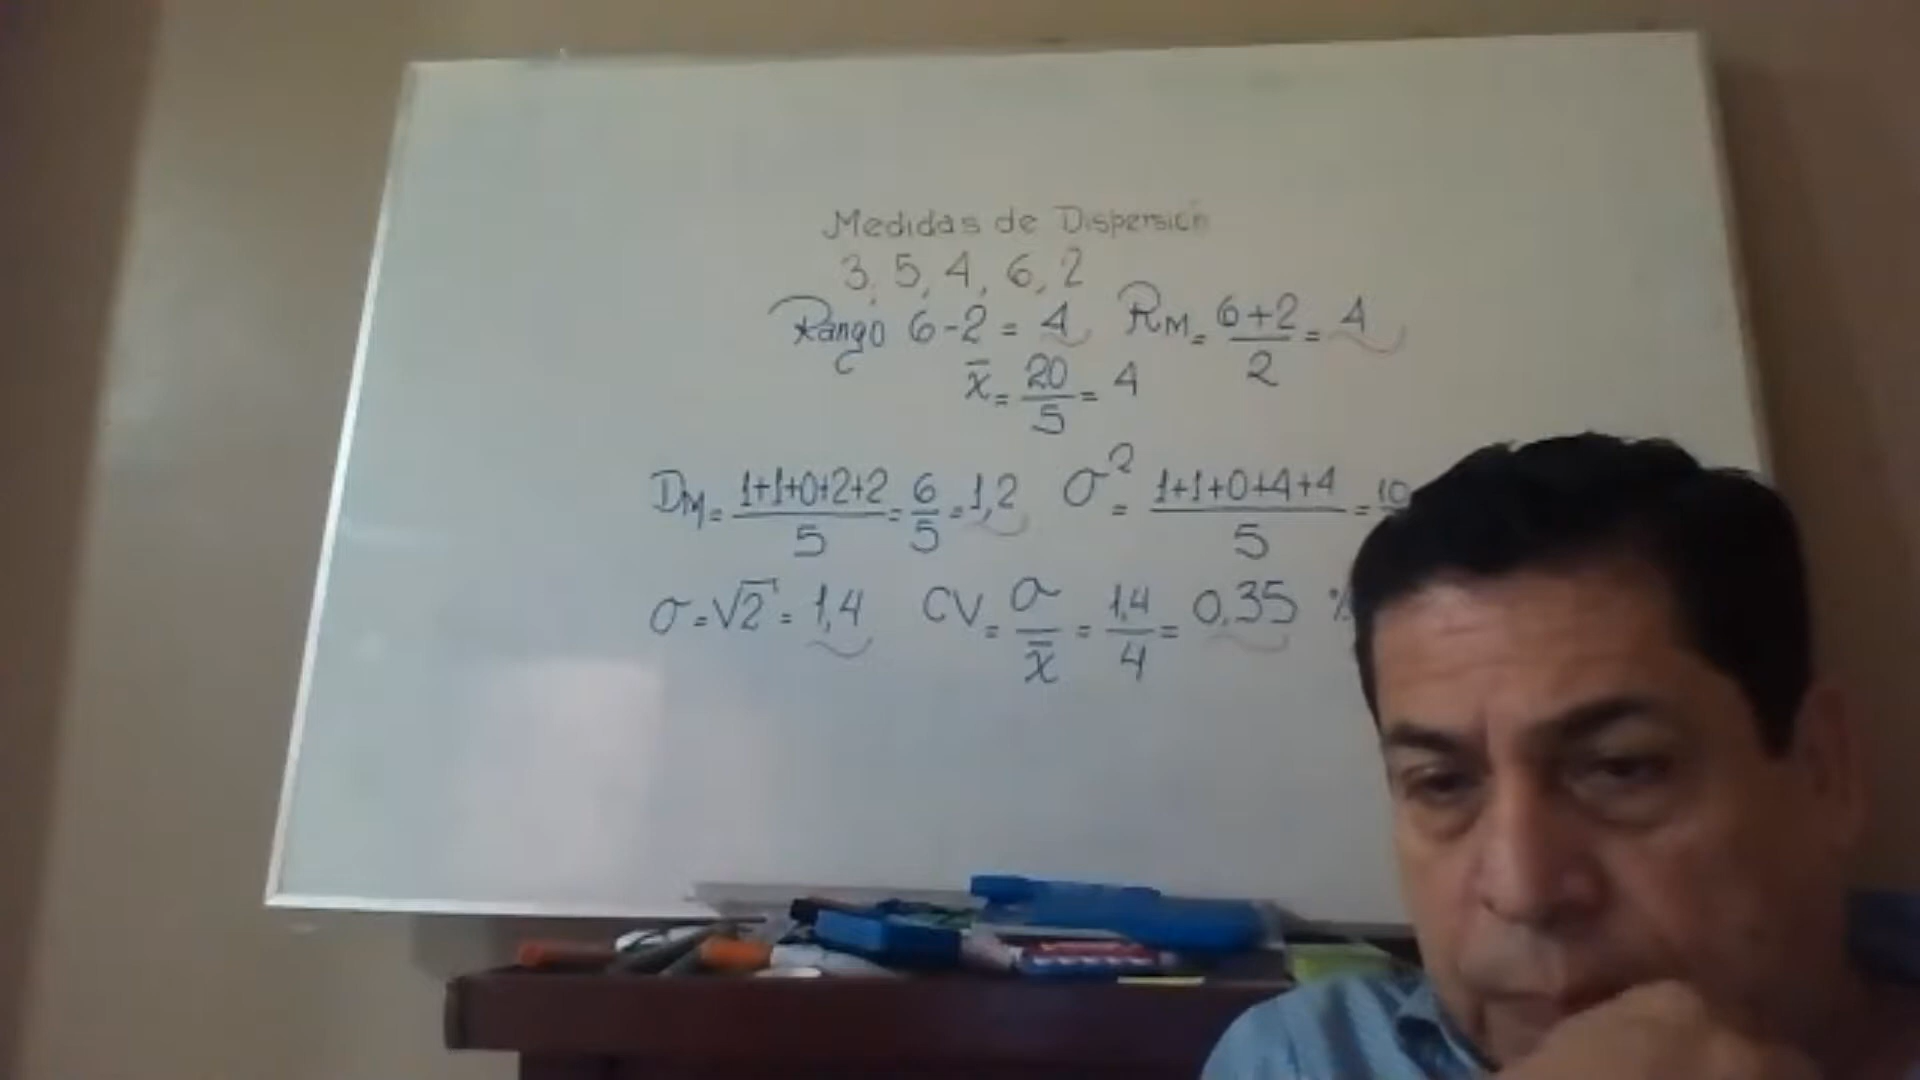 Medidas de Dispersión
3, 5, 4, 6, 2
Rango 6-2 = 4 RM = 6+2/2 = 4
x̄ = 20/5 = 4
DM = 1+1+0+2+2/5 = 6/5 = 1,2 σ² = 1+1+0+4+4/5 = 10
σ = √2 = 1,4 CV = σ/x̄ = 1,4/4 = 0,35 %